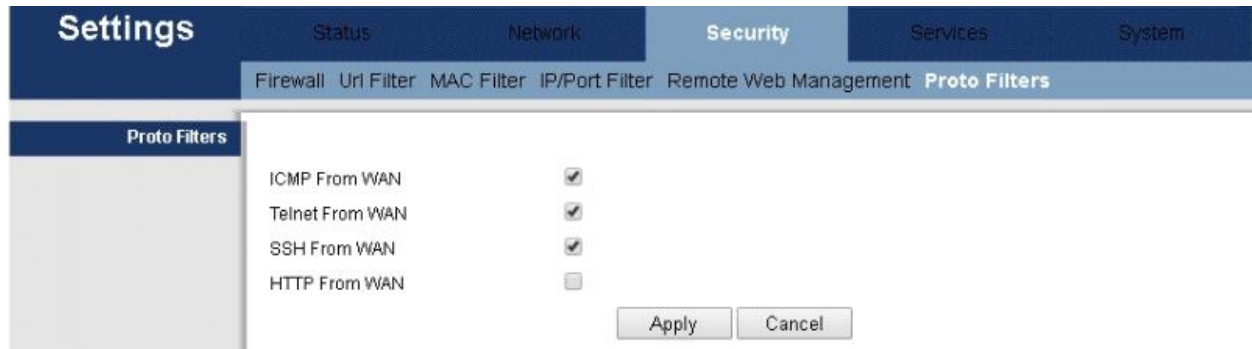 Settings Status Network Security Services System
Firewall Url Filter MAC Filter IP/Port Filter Remote Web Management Proto Filters
Proto Filters
ICMP From WAN
Telnet From WAN
SSH From WAN
HTTP From WAN
Apply Cancel